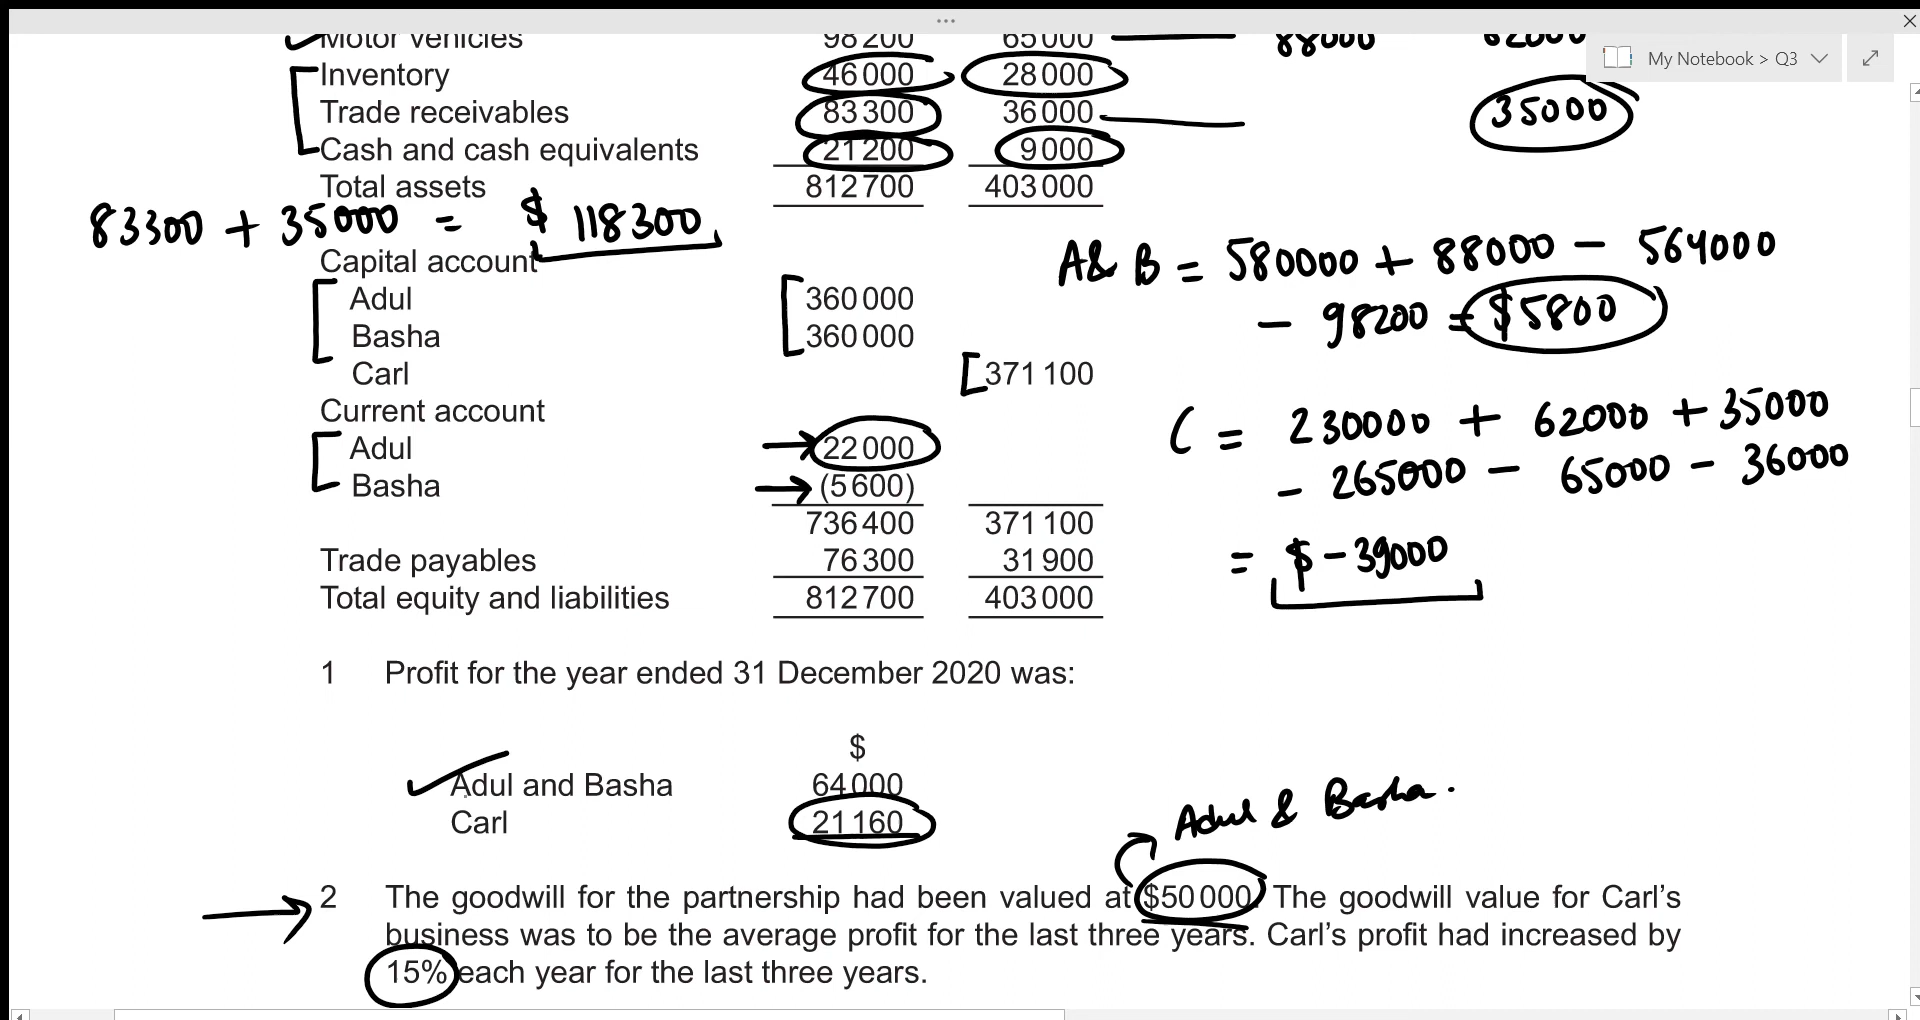 Motor vehicles 98 200 65 000 88000 62000
My Notebook > Q3
Inventory 46 000 28 000
Trade receivables 83 300 36 000 35000
Cash and cash equivalents 21 200 9 000
Total assets 812 700 403 000
83300 + 35000 = $ 118300
Capital account
A & B = 580000 + 88000 - 564000
Adul 360 000
- 98200 = $5800
Basha 360 000
Carl 371 100
Current account
C = 230000 + 62000 + 35000
Adul 22 000
- 265000 - 65000 - 36000
Basha (5 600)
736 400 371 100
Trade payables 76 300 31 900
= $ - 39000
Total equity and liabilities 812 700 403 000
1 Profit for the year ended 31 December 2020 was:
$
Adul and Basha 64 000
Carl 21 160
Adul & Basha.
2 The goodwill for the partnership had been valued at $50 000. The goodwill value for Carl's
business was to be the average profit for the last three years. Carl's profit had increased by
15% each year for the last three years.